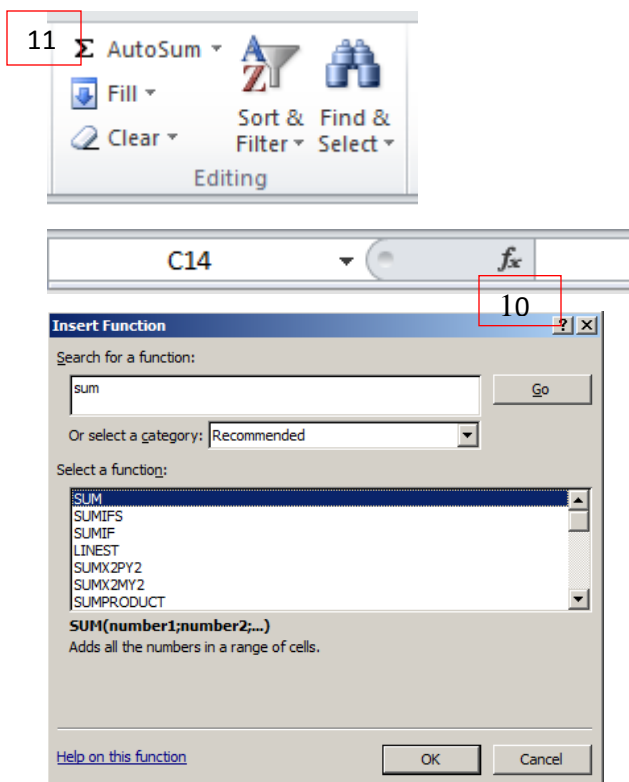 11
Σ AutoSum
Fill
Clear
Sort & Filter
Find & Select
Editing
C14
fx
10
Insert Function
Search for a function:
sum
Go
Or select a category: Recommended
Select a function:
SUM
SUMIFS
SUMIF
LINEST
SUMX2PY2
SUMX2MY2
SUMPRODUCT
SUM(number1;number2;...)
Adds all the numbers in a range of cells.
Help on this function
OK
Cancel